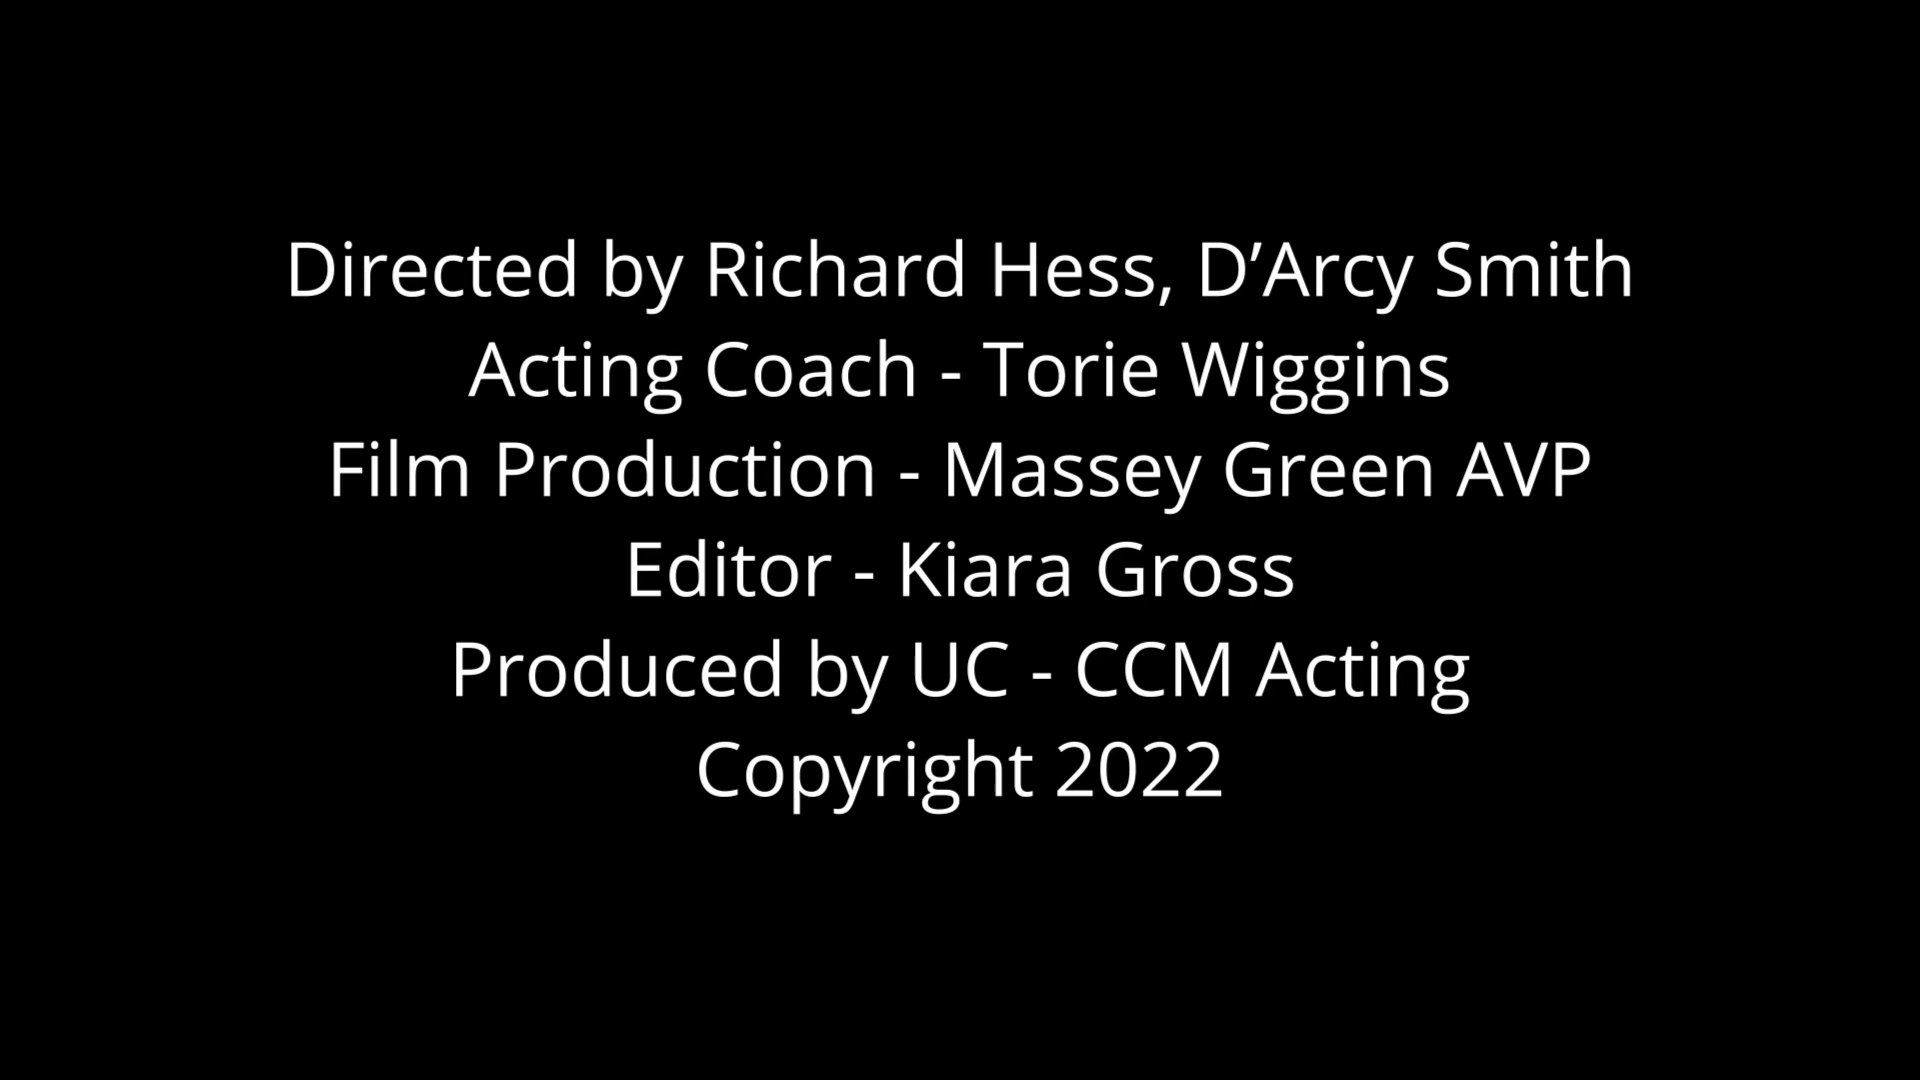 Directed by Richard Hess, D’Arcy Smith
Acting Coach - Torie Wiggins
Film Production - Massey Green AVP
Editor - Kiara Gross
Produced by UC - CCM Acting
Copyright 2022